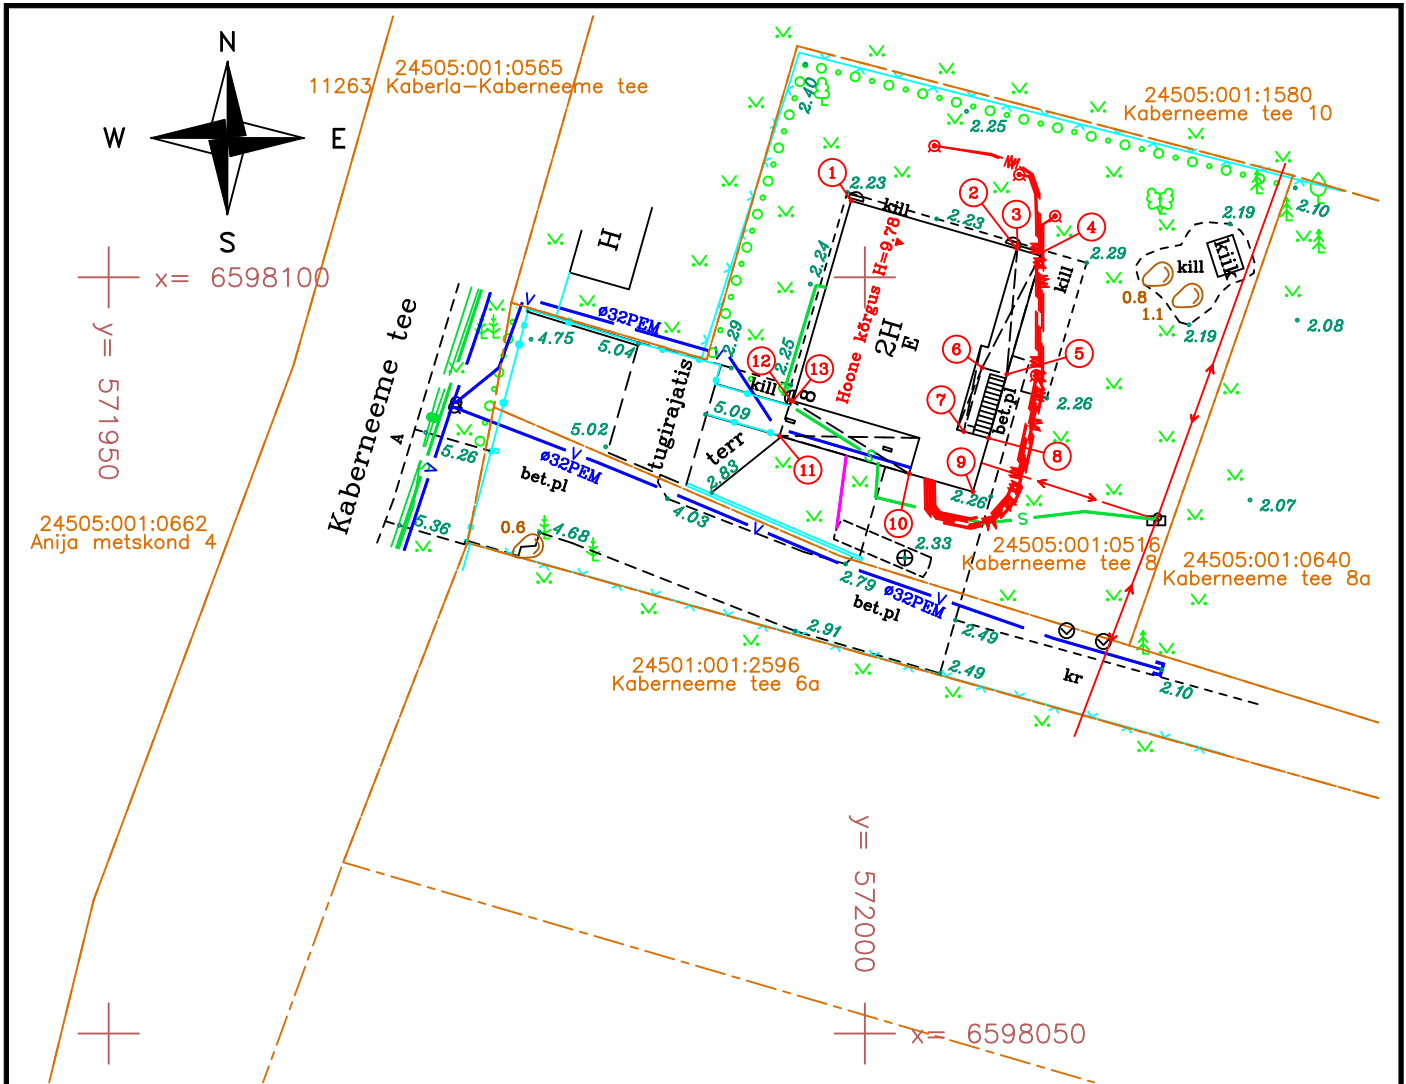 N
W
E
S
24505:001:0565
11263 Kaberla-Kaberneeme tee
24505:001:1580
Kaberneeme tee 10
2.40
2.25
1
2.23
kill
2
3
2.23
4
2.29
kill
2.19
2.10
kiik
kill
0.8
1.1
2.19
2.08
H
x= 6598100
y= 571950
Kaberneeme tee
V
ø32PEM
4.75
5.04
2.29
2.24
2.25
Hoone kõrgus H=9.78
2H
E
6
5
12
13
8
kill
7
bet.pl
2.26
8
tugirajatis
5.09
terr
2.83
11
9
2.26
10
A
5.26
5.02
V
ø32PEM
bet.pl
A
5.36
0.6
4.68
4.03
V
2.79
2.33
S
2.07
24505:001:0662
Anija metskond 4
24505:001:0516
Kaberneeme tee 8
24505:001:0640
Kaberneeme tee 8a
ø32PEM
V
bet.pl
2.91
2.49
2.49
kr
2.10
24501:001:2596
Kaberneeme tee 6a
y= 572000
x= 6598050